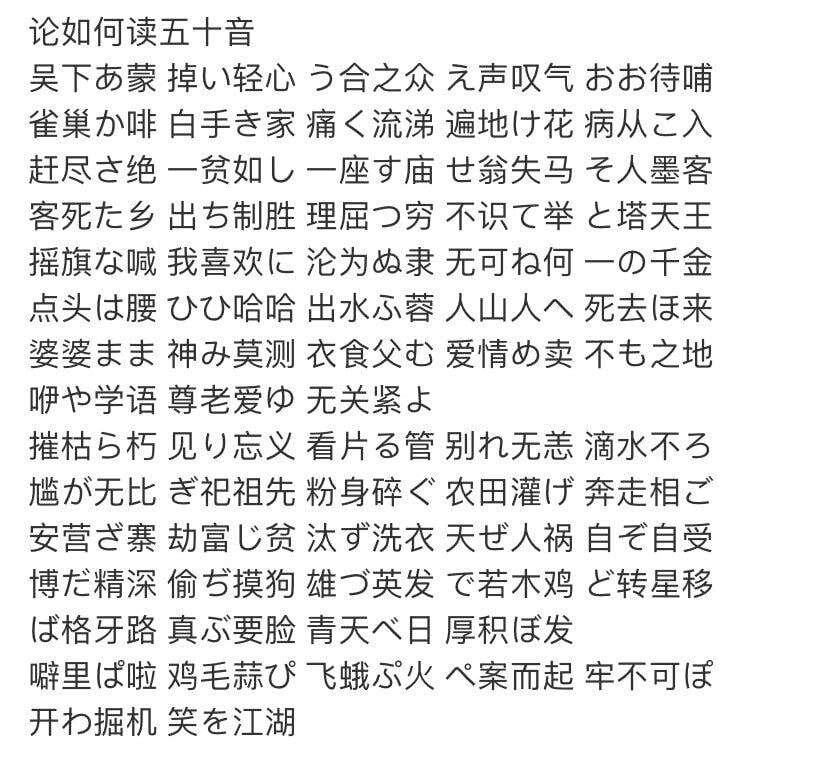 论如何读五十音
吴下あ蒙 掉い轻心 う合之众 え声叹气 おお待哺
雀巢か啡 白手き家 痛く流涕 遍地け花 病从こ入
赶尽さ绝 一贫如し 一座す庙 せ翁失马 そ人墨客
客死た乡 出ち制胜 理屈つ穷 不识て举 と塔天王
摇旗な喊 我喜欢に 沦为ぬ隶 无可ね何 一の千金
点头は腰 ひひ哈哈 出水ふ蓉 人山人へ 死去ほ来
婆婆まま 神み莫测 衣食父む 爱情め卖 不も之地
咿や学语 尊老爱ゆ 无关紧よ
摧枯ら朽 见り忘义 看片る管 别れ无恙 滴水不ろ
尴が无比 ぎ祀祖先 粉身碎ぐ 农田灌げ 奔走相ご
安营ざ寨 劫富じ贫 汰ず洗衣 天ぜ人祸 自ぞ自受
博だ精深 偷ぢ摸狗 雄づ英发 で若木鸡 ど转星移
ば格牙路 真ぶ要脸 青天べ日 厚积ぼ发
噼里ぱ啦 鸡毛蒜ぴ 飞蛾ぷ火 ぺ案而起 牢不可ぽ
开わ掘机 笑を江湖